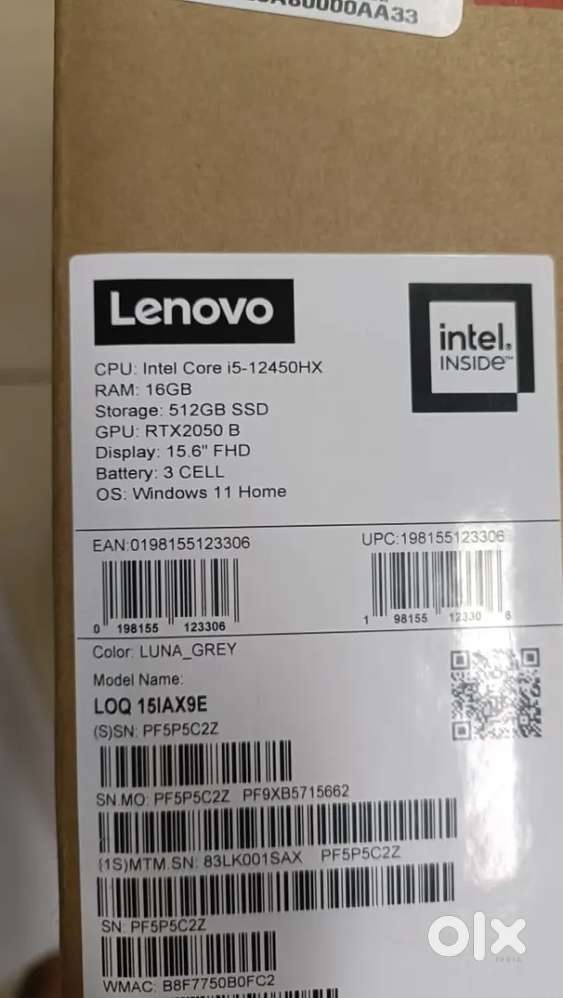 0000AA33
Lenovo
intel.
INSIDE™
CPU: Intel Core i5-12450HX
RAM: 16GB
Storage: 512GB SSD
GPU: RTX2050 B
Display: 15.6" FHD
Battery: 3 CELL
OS: Windows 11 Home
EAN:0198155123306
UPC:198155123306
0 198155 123306
1 98155 12330 6
Color: LUNA_GREY
Model Name:
LOQ 15IAX9E
(S)SN: PF5P5C2Z
SN.MO: PF5P5C2Z PF9XB5715662
(1S)MTM.SN: 83LK001SAX PF5P5C2Z
SN: PF5P5C2Z
WMAC: B8F7750B0FC2
olx